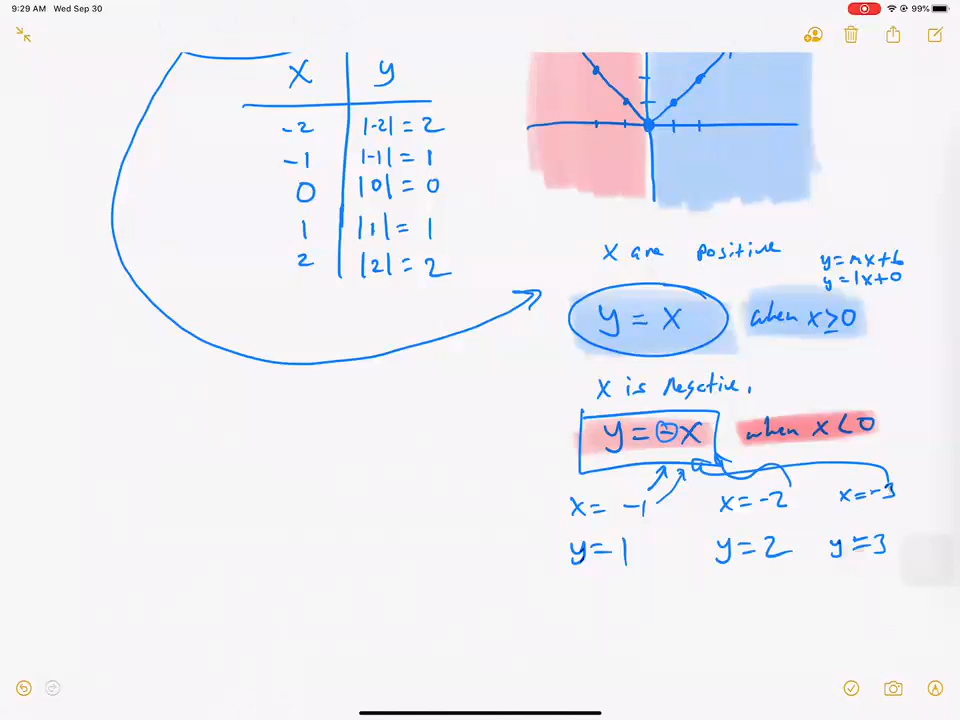 9:29 AM Wed Sep 30
99%
x y
-2 |-2| = 2
-1 |-1| = 1
0 |0| = 0
1 |1| = 1
2 |2| = 2
x are positive
y=mx+b
y=1x+0
y = x when x≥0
x is negative.
y = -x when x<0
x = -1 x = -2 x=-3
y=1 y=2 y=3